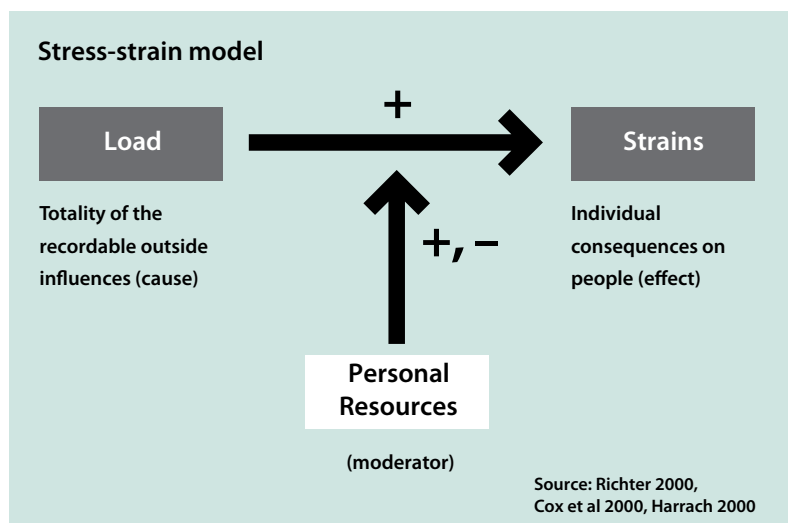 Stress-strain model
+
Load
Strains
Totality of the
recordable outside
influences (cause)
Individual
consequences on
people (effect)
+, –
Personal
Resources
(moderator)
Source: Richter 2000,
Cox et al 2000, Harrach 2000